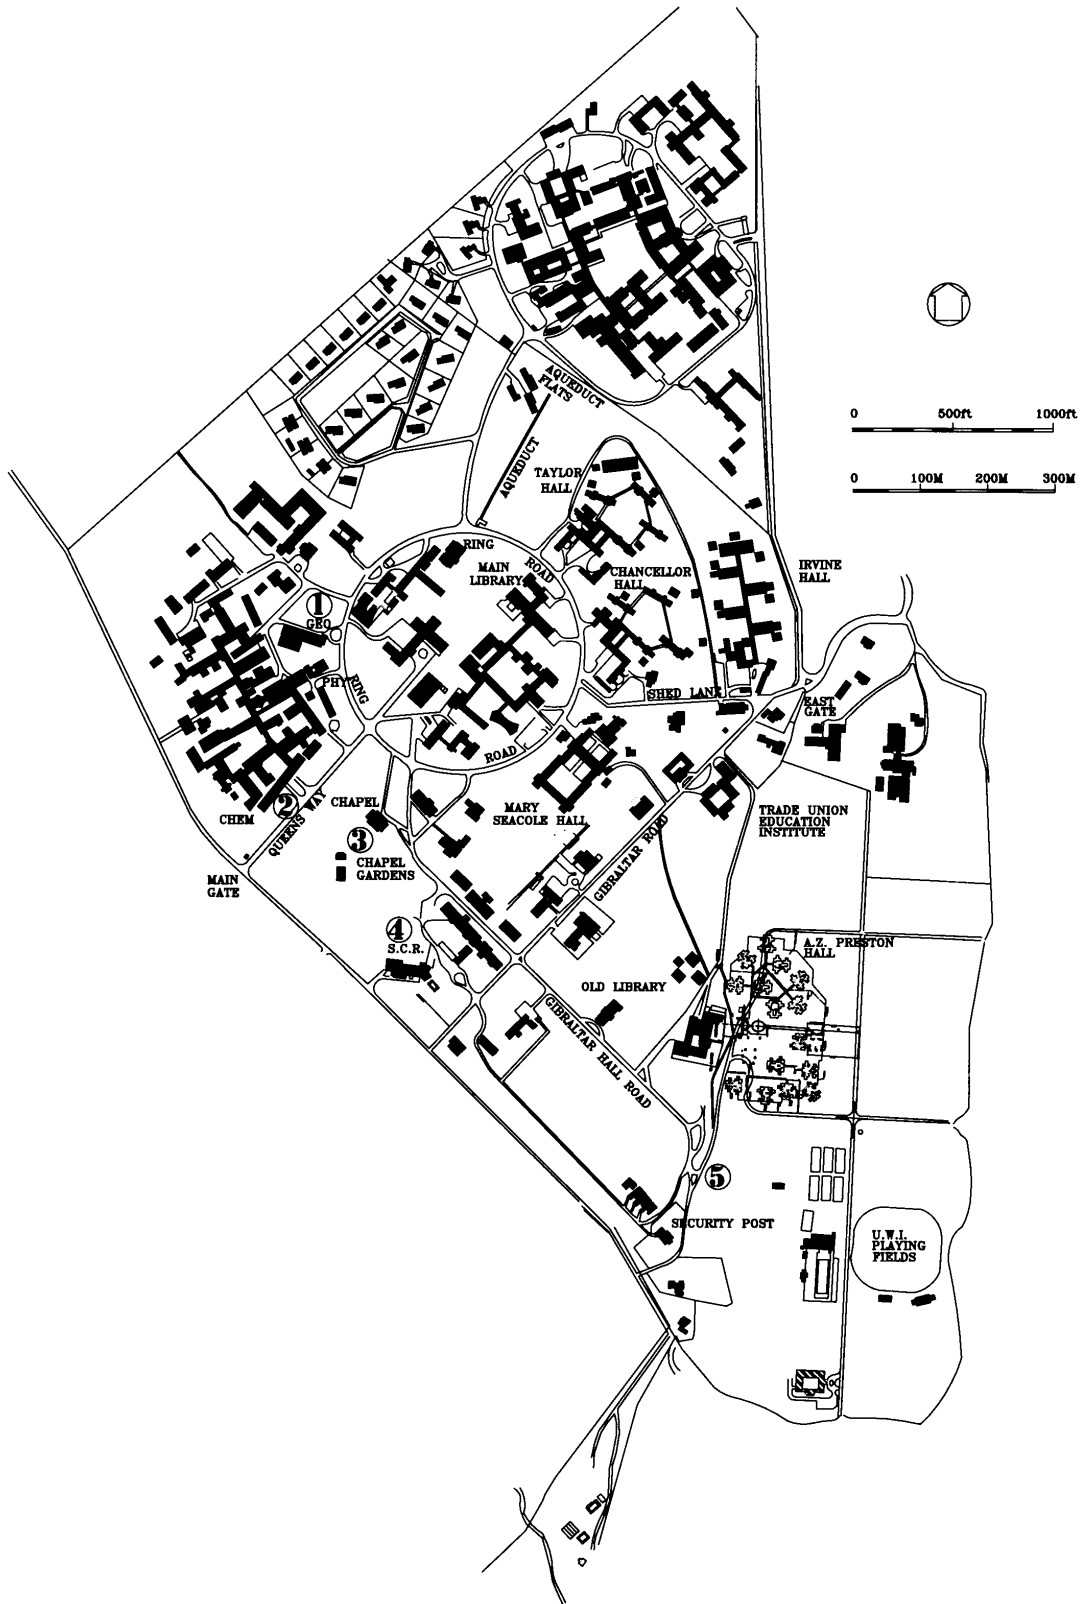 0 500ft 1000ft
0 100M 200M 300M
AQUEDUCT
FLATS
AQUEDUCT
TAYLOR
HALL
RING
ROAD
MAIN
LIBRARY
CHANCELLOR
HALL
IRVINE
HALL
1
GEO
PHY
RING
SHED LANE
EAST
GATE
ROAD
2
CHEM
QUEENS WAY
CHAPEL
3
CHAPEL
GARDENS
MARY
SEACOLE HALL
GIBRALTAR ROAD
TRADE UNION
EDUCATION
INSTITUTE
MAIN
GATE
4
S.C.R.
A.Z. PRESTON
HALL
OLD LIBRARY
GIBRALTAR HALL ROAD
5
SECURITY POST
U.W.I.
PLAYING
FIELDS